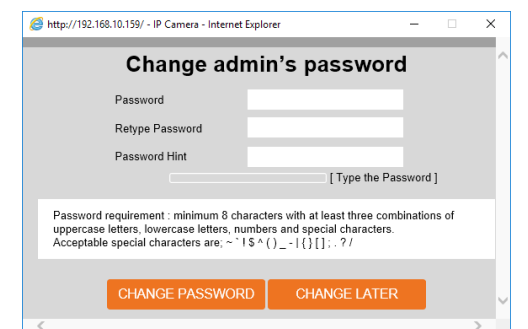 http://192.168.10.159/ - IP Camera - Internet Explorer
Change admin's password
Password
Retype Password
Password Hint
[ Type the Password ]
Password requirement : minimum 8 characters with at least three combinations of
uppercase letters, lowercase letters, numbers and special characters.
Acceptable special characters are; ~ ` ! $ ^ ( ) _ - | { } [ ] ; . ? /
CHANGE PASSWORD
CHANGE LATER